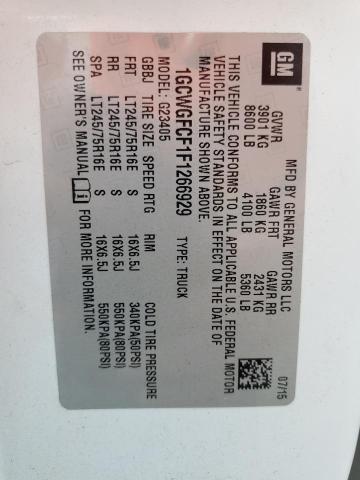 GM
MFD BY GENERAL MOTORS LLC
07/15
GVWR GAWR FRT GAWR RR
3901 KG 1860 KG 2431 KG
8600 LB 4100 LB 5360 LB
THIS VEHICLE CONFORMS TO ALL APPLICABLE U.S. FEDERAL MOTOR
VEHICLE SAFETY STANDARDS IN EFFECT ON THE DATE OF
MANUFACTURE SHOWN ABOVE.
1GCWGFCF1F1266929 TYPE: TRUCK
MODEL: G23405
GBBJ TIRE SIZE SPEED RTG RIM COLD TIRE PRESSURE
FRT LT245/75R16E S 16X6.5J 340KPA(50PSI)
RR LT245/75R16E S 16X6.5J 550KPA(80PSI)
SPA LT245/75R16E S 16X6.5J 550KPA(80PSI)
SEE OWNER'S MANUAL FOR MORE INFORMATION.